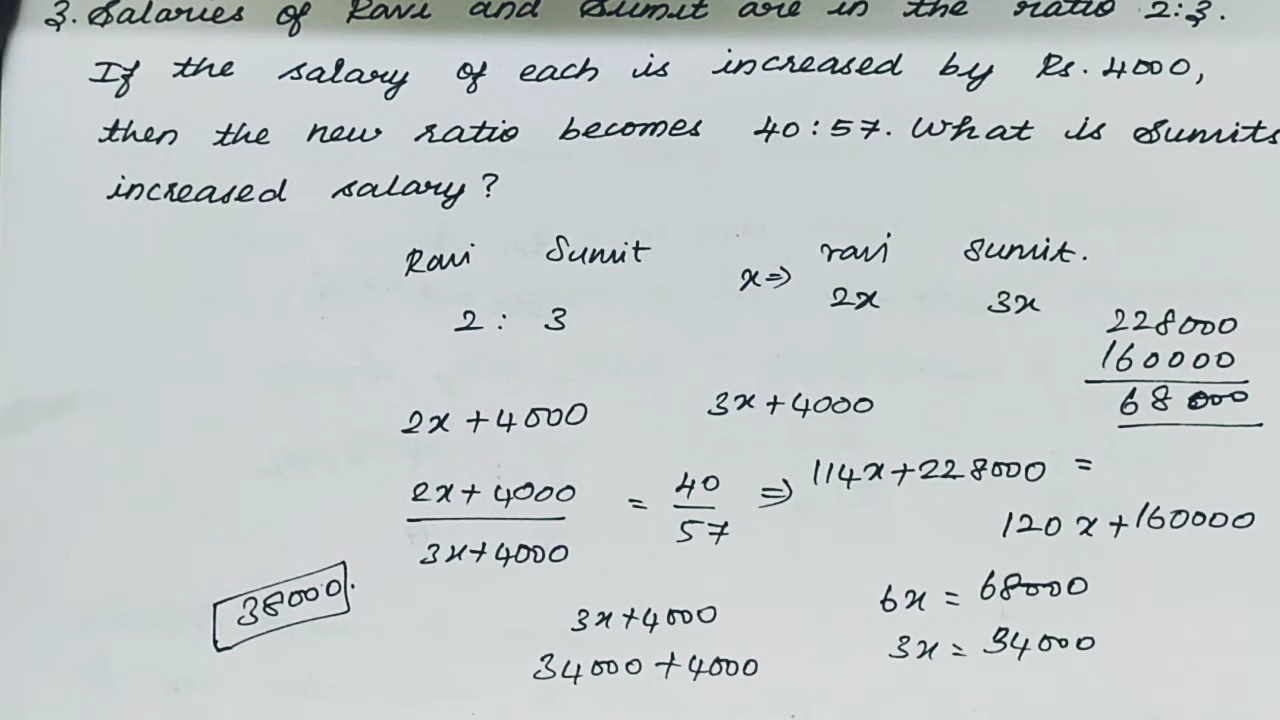 3. Salaries of Ravi and Sumit are in the ratio 2:3.
If the salary of each is increased by Rs. 4000,
then the new ratio becomes 40:57. What is Sumits
increased salary?
Ravi Sumit
2 : 3
x ⇒ ravi sumit.
2x 3x
228000
160000
68000
2x + 4000 3x + 4000
2x + 4000 / 3x + 4000 = 40 / 57 ⇒ 114x + 228000 =
120x + 160000
6x = 68000
3x = 34000
3x + 4000
34000 + 4000
38000.